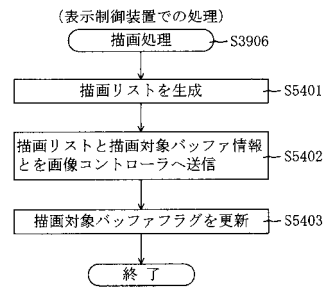 (表示制御装置での処理)
描画処理
S3906
描画リストを生成
S5401
描画リストと描画対象バッファ情報
とを画像コントローラへ送信
S5402
描画対象バッファフラグを更新
S5403
終了